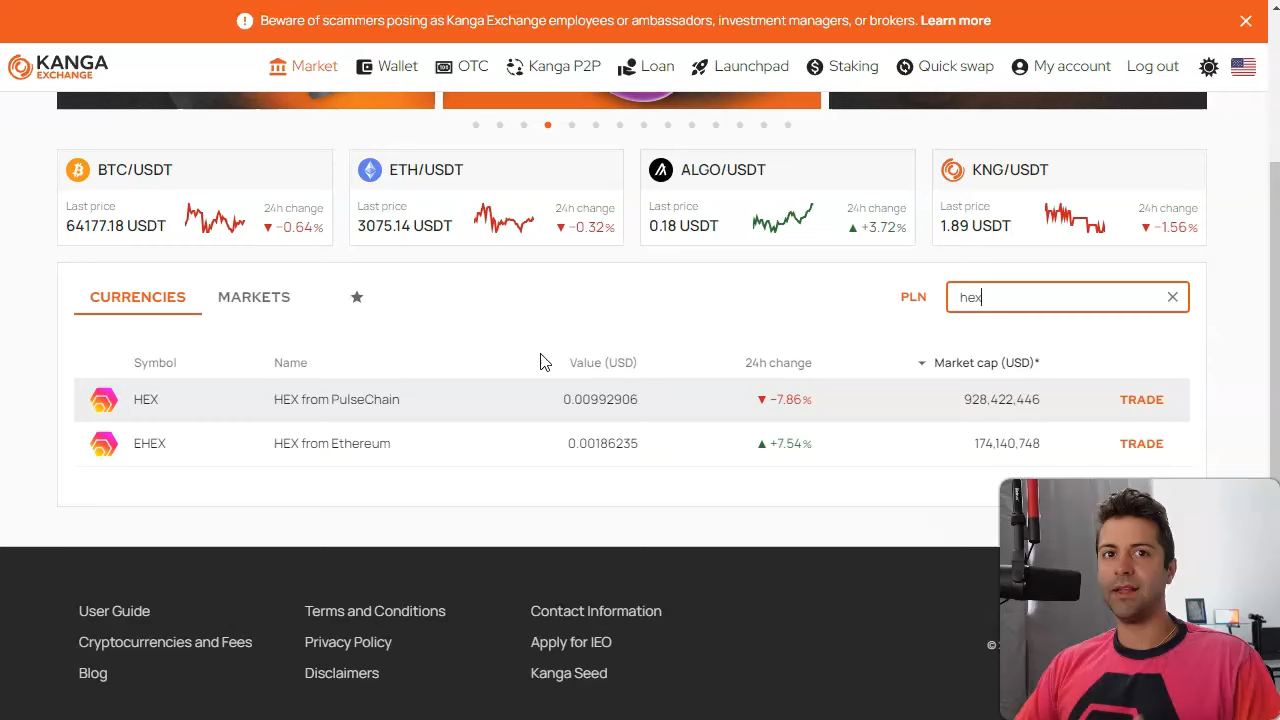 Beware of scammers posing as Kanga Exchange employees or ambassadors, investment managers, or brokers. Learn more
KANGA
EXCHANGE
Market
Wallet
OTC
Kanga P2P
Loan
Launchpad
Staking
Quick swap
My account
Log out
BTC/USDT
Last price
64177.18 USDT
24h change
▼ −0.64%
ETH/USDT
Last price
3075.14 USDT
24h change
▼ −0.32%
ALGO/USDT
Last price
0.18 USDT
24h change
▲ +3.72%
KNG/USDT
Last price
1.89 USDT
24h change
▼ −1.56%
CURRENCIES MARKETS PLN hex
Symbol Name Value (USD) 24h change Market cap (USD)*
HEX HEX from PulseChain 0.00992906 ▼ −7.86% 928,422,446 TRADE
EHEX HEX from Ethereum 0.00186235 ▲ +7.54% 174,140,748 TRADE
User Guide
Cryptocurrencies and Fees
Blog
Terms and Conditions
Privacy Policy
Disclaimers
Contact Information
Apply for IEO
Kanga Seed
©